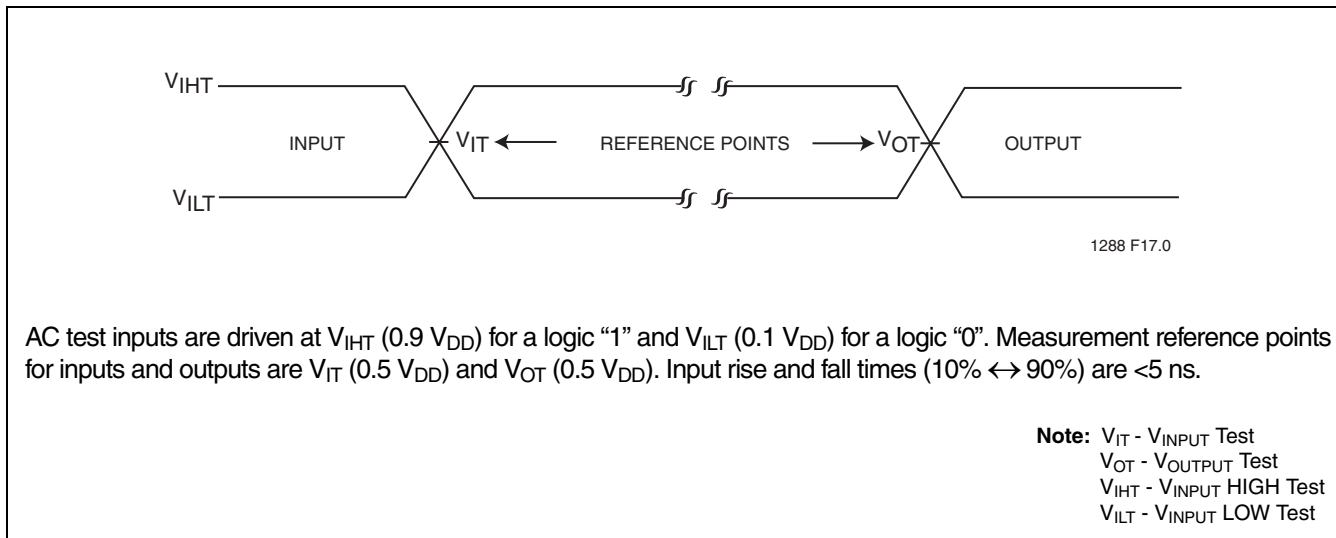 VIHT
INPUT VIT REFERENCE POINTS VOT OUTPUT
VILT
1288 F17.0
AC test inputs are driven at VIHT (0.9 VDD) for a logic “1” and VILT (0.1 VDD) for a logic “0”. Measurement reference points
for inputs and outputs are VIT (0.5 VDD) and VOT (0.5 VDD). Input rise and fall times (10% ↔ 90%) are <5 ns.
Note: VIT - VINPUT Test
VOT - VOUTPUT Test
VIHT - VINPUT HIGH Test
VILT - VINPUT LOW Test